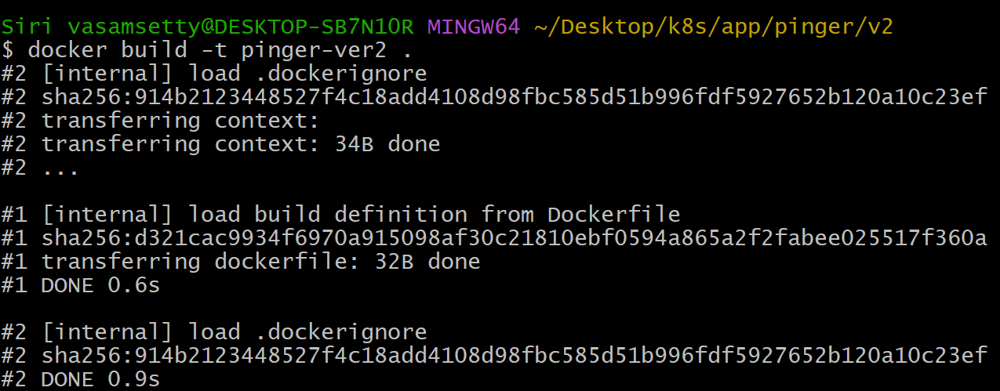 Siri vasamsetty@DESKTOP-SB7N1OR MINGW64 ~/Desktop/k8s/app/pinger/v2
$ docker build -t pinger-ver2 .
#2 [internal] load .dockerignore
#2 sha256:914b2123448527f4c18add4108d98fbc585d51b996fdf5927652b120a10c23ef
#2 transferring context:
#2 transferring context: 34B done
#2 ...
#1 [internal] load build definition from Dockerfile
#1 sha256:d321cac9934f6970a915098af30c21810ebf0594a865a2f2fabee025517f360a
#1 transferring dockerfile: 32B done
#1 DONE 0.6s
#2 [internal] load .dockerignore
#2 sha256:914b2123448527f4c18add4108d98fbc585d51b996fdf5927652b120a10c23ef
#2 DONE 0.9s